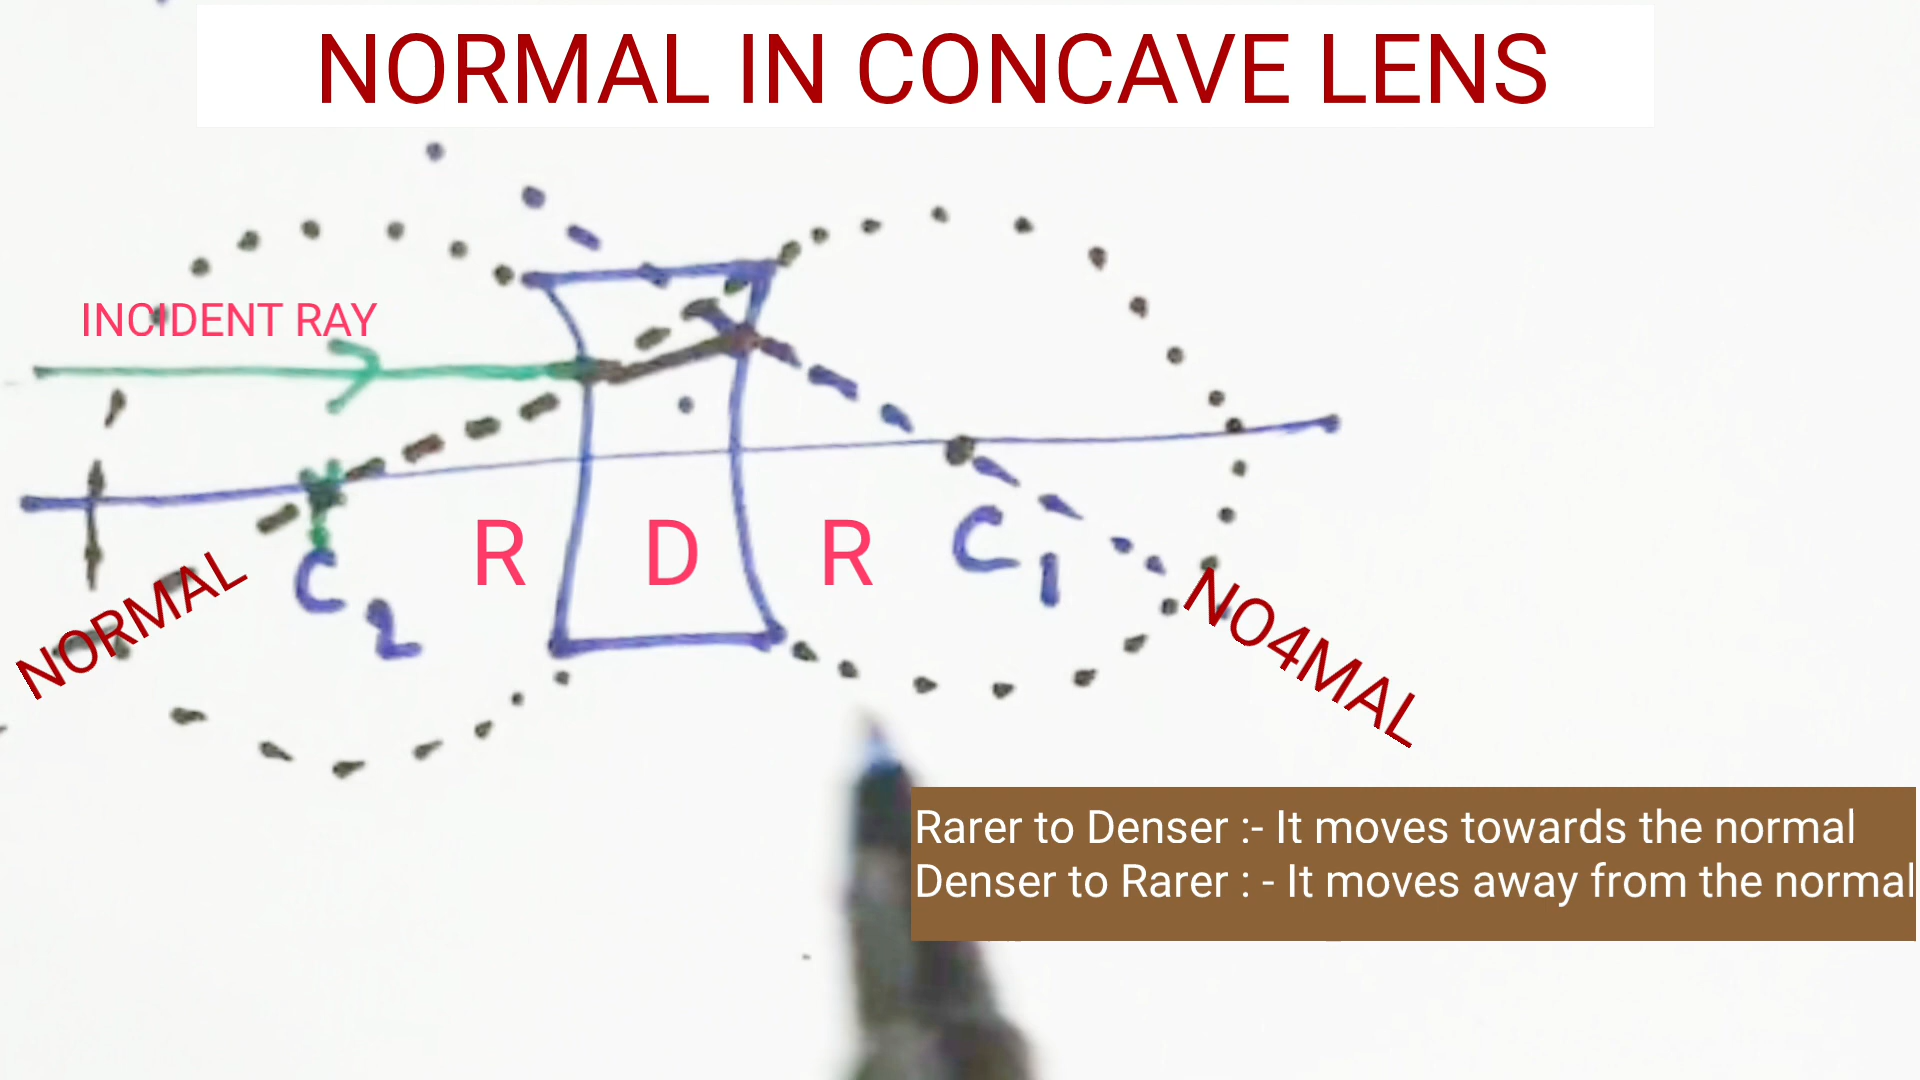 NORMAL IN CONCAVE LENS
INCIDENT RAY
R D R
C1
C2
NORMAL
NO4MAL
Rarer to Denser :- It moves towards the normal
Denser to Rarer : - It moves away from the normal